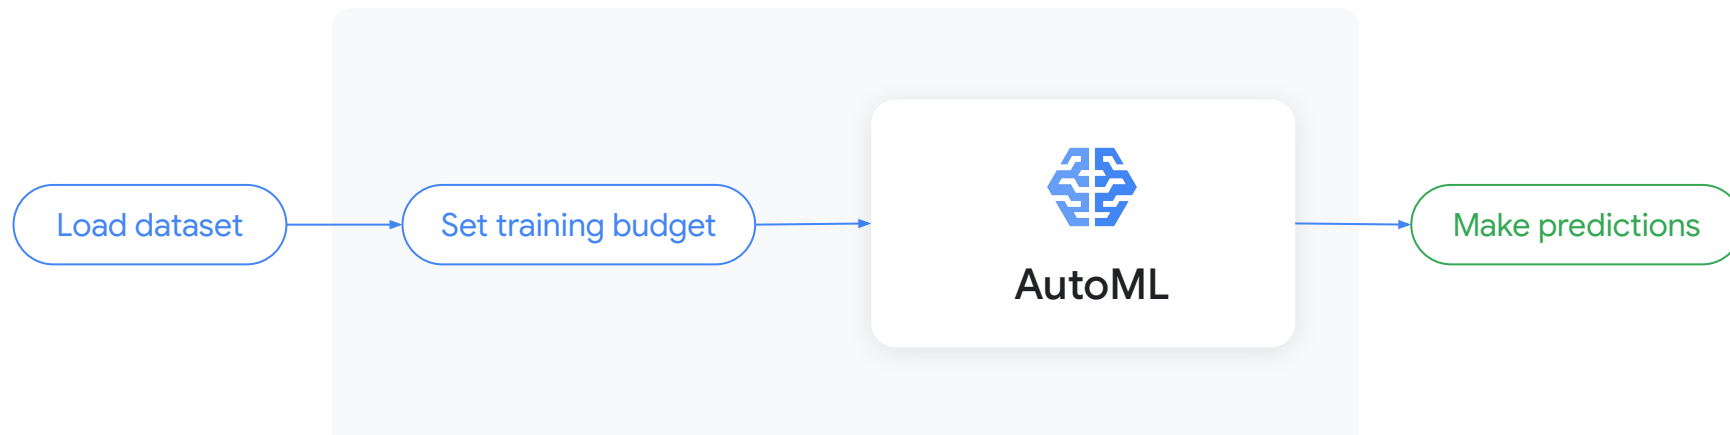 Load dataset
Set training budget
AutoML
Make predictions